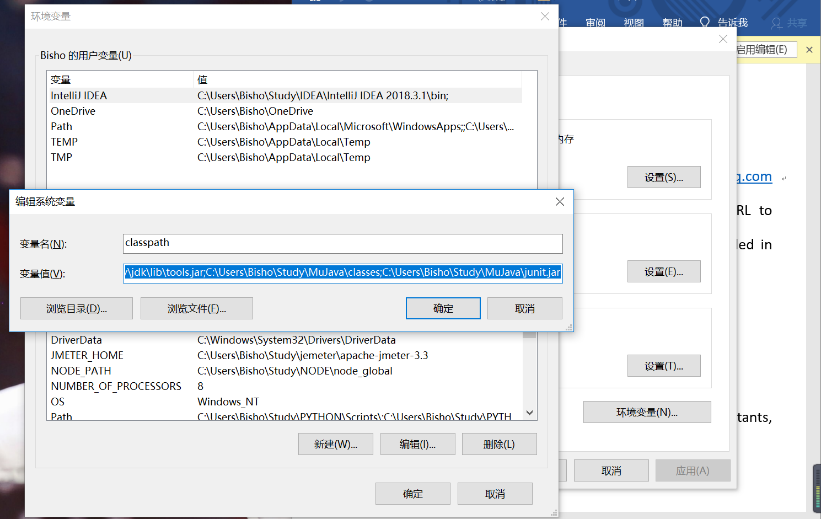 环境变量
件 审阅 视图 帮助 告诉我 共享
启用编辑(E)
Bisho 的用户变量(U)
变量 值
IntelliJ IDEA C:\Users\Bisho\Study\IDEA\IntelliJ IDEA 2018.3.1\bin;
OneDrive C:\Users\Bisho\OneDrive
Path C:\Users\Bisho\AppData\Local\Microsoft\WindowsApps;;C:\Users\...
TEMP C:\Users\Bisho\AppData\Local\Temp
TMP C:\Users\Bisho\AppData\Local\Temp
内存
设置(S)...
q.com
RL to
led in
编辑系统变量
变量名(N): classpath
变量值(V): \jdk\lib\tools.jar;C:\Users\Bisho\Study\MuJava\classes;C:\Users\Bisho\Study\MuJava\junit.jar
浏览目录(D)... 浏览文件(F)... 确定 取消
设置(E)...
DriverData C:\Windows\System32\Drivers\DriverData
JMETER_HOME C:\Users\Bisho\Study\jemeter\apache-jmeter-3.3
NODE_PATH C:\Users\Bisho\Study\NODE\node_global
NUMBER_OF_PROCESSORS 8
OS Windows_NT
Path C:\Users\Bisho\Study\PYTHON\Scripts\;C:\Users\Bisho\Study\PYTH
设置(T)...
环境变量(N)...
tants,
新建(W)... 编辑(I)... 删除(L)
取消 应用(A)
确定 取消